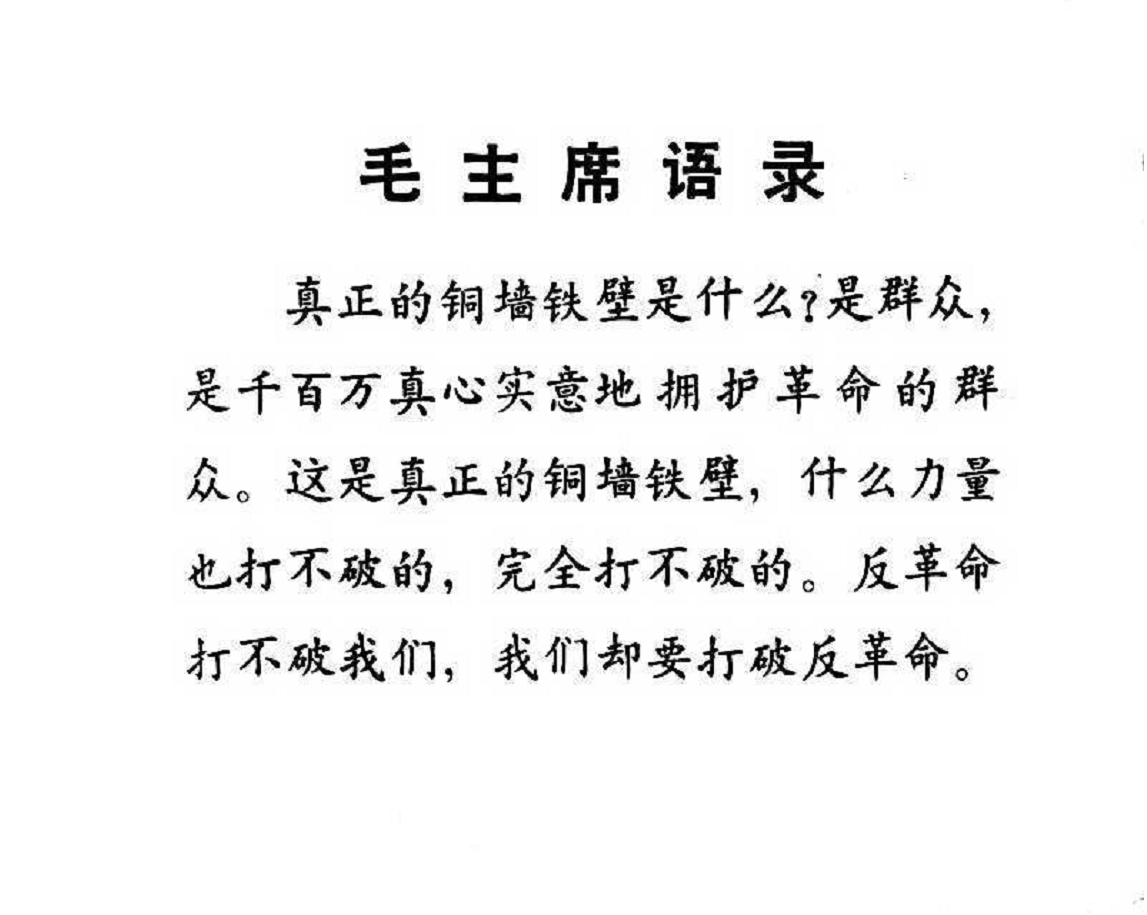 毛主席语录
真正的铜墙铁壁是什么?是群众,
是千百万真心实意地拥护革命的群
众。这是真正的铜墙铁壁,什么力量
也打不破的,完全打不破的。反革命
打不破我们,我们却要打破反革命。